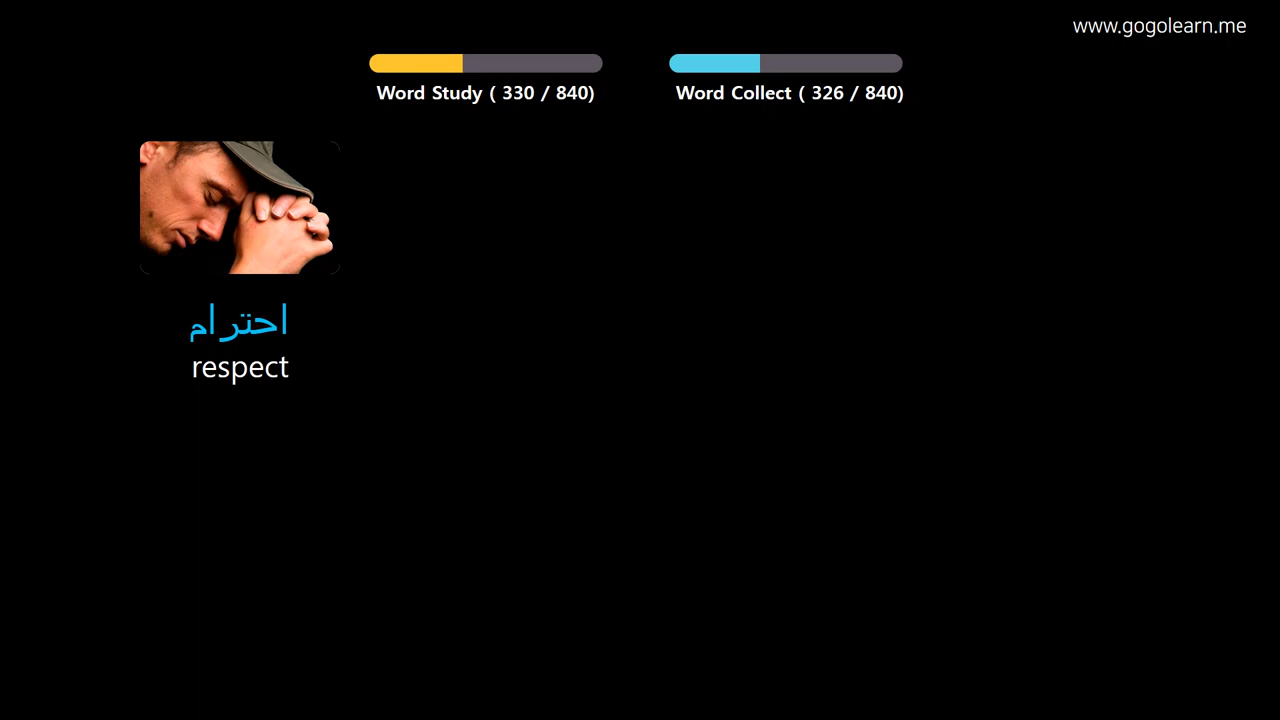 www.gogolearn.me
Word Study ( 330 / 840)
Word Collect ( 326 / 840)
احترام
respect